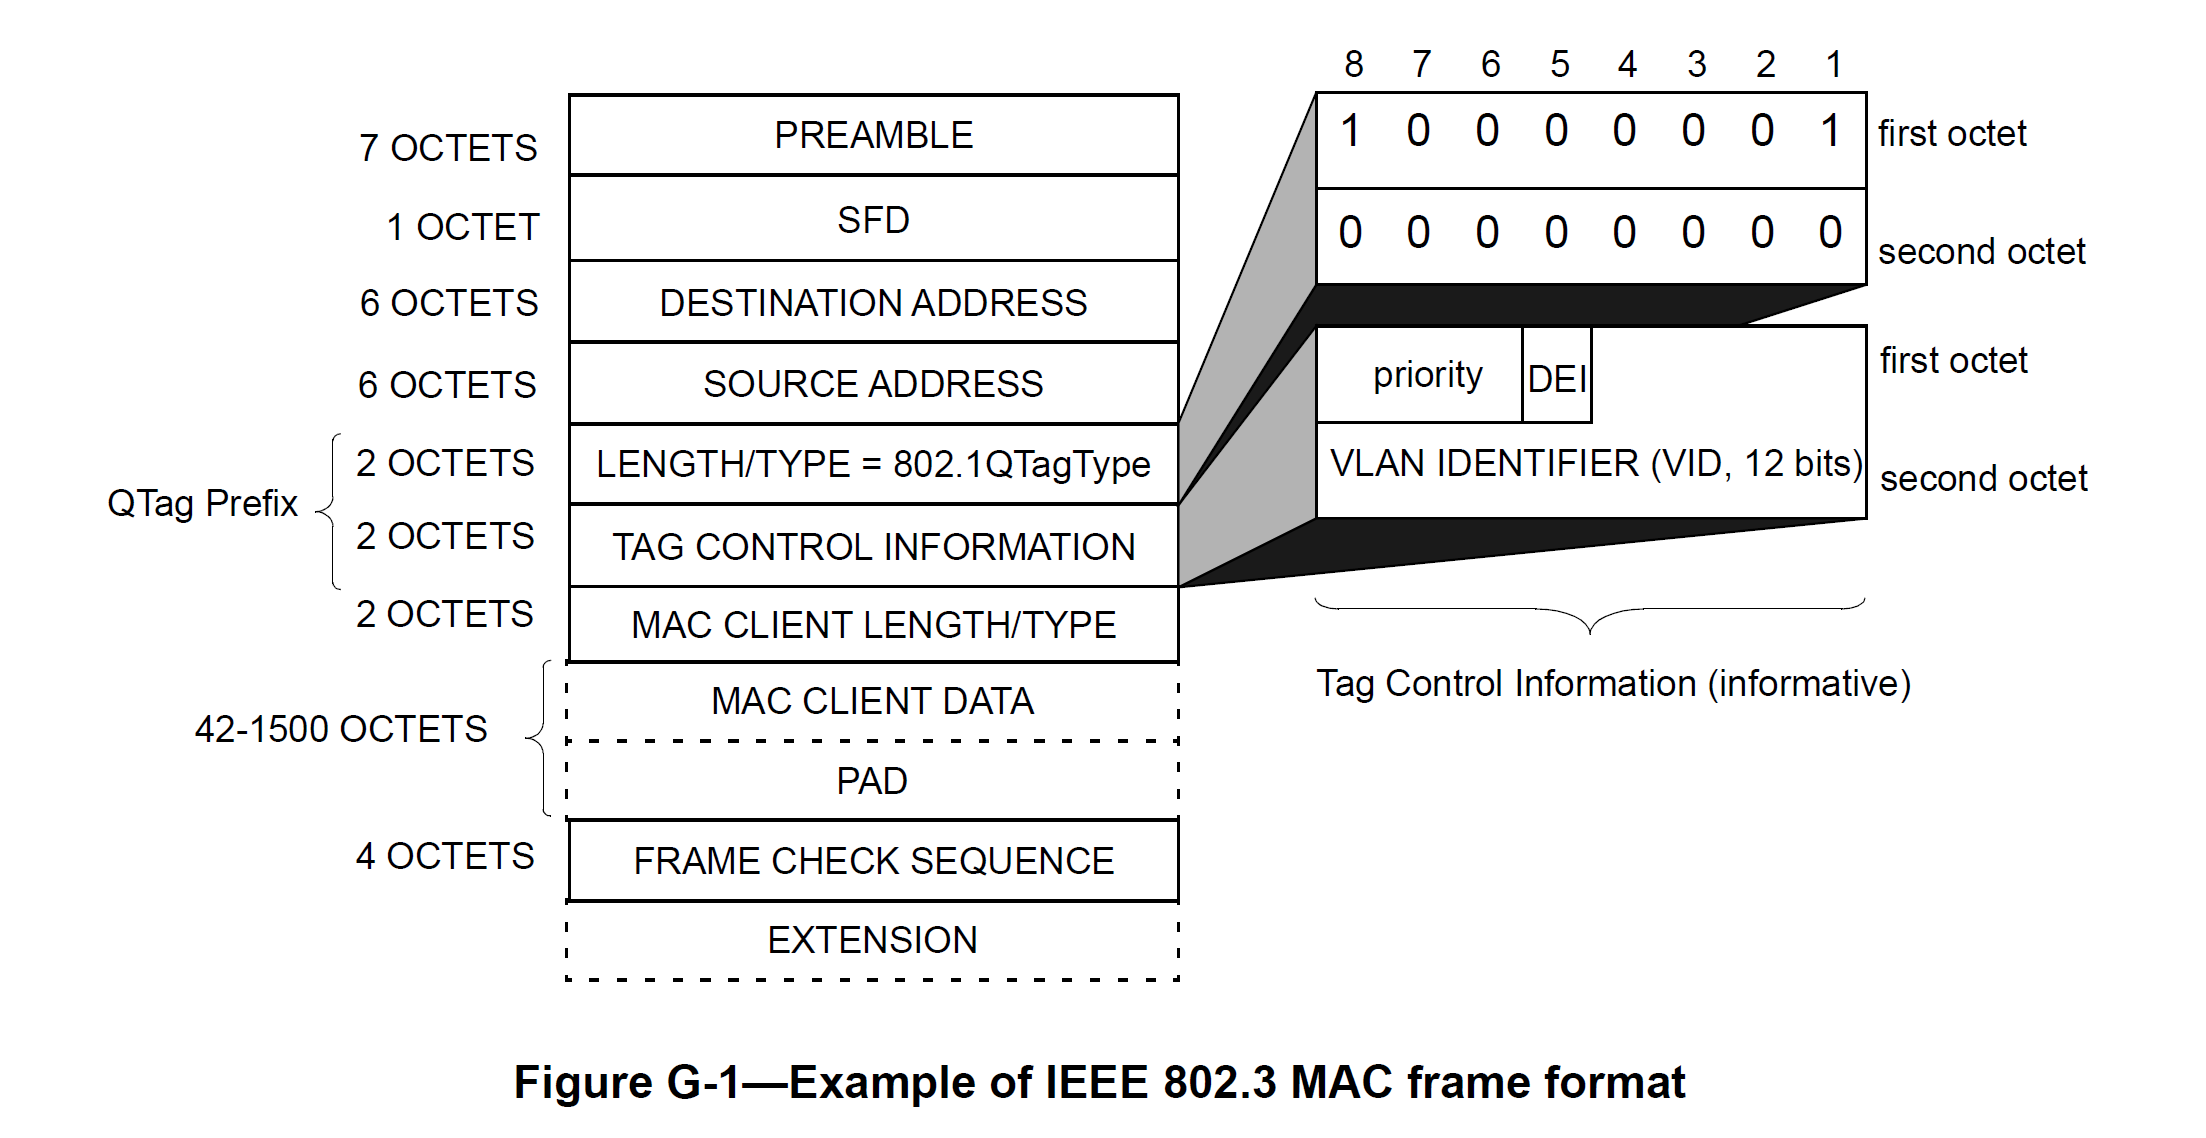 8 7 6 5 4 3 2 1
7 OCTETS PREAMBLE 1 0 0 0 0 0 0 1 first octet
1 OCTET SFD 0 0 0 0 0 0 0 0 second octet
6 OCTETS DESTINATION ADDRESS
6 OCTETS SOURCE ADDRESS priority DEI first octet
QTag Prefix 2 OCTETS LENGTH/TYPE = 802.1QTagType VLAN IDENTIFIER (VID, 12 bits) second octet
2 OCTETS TAG CONTROL INFORMATION
2 OCTETS MAC CLIENT LENGTH/TYPE
Tag Control Information (informative)
42-1500 OCTETS MAC CLIENT DATA
PAD
4 OCTETS FRAME CHECK SEQUENCE
EXTENSION
Figure G-1—Example of IEEE 802.3 MAC frame format